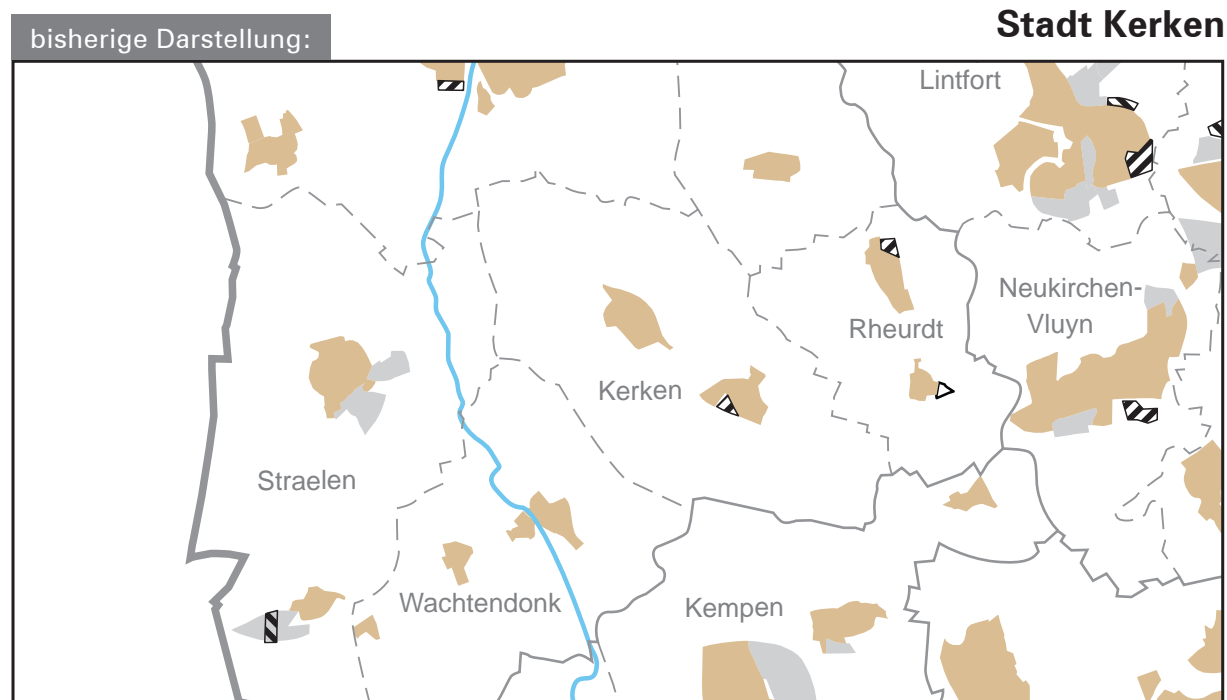 Stadt Kerken
bisherige Darstellung:
Lintfort
Neukirchen-
Vluyn
Rheurdt
Kerken
Straelen
Wachtendonk
Kempen